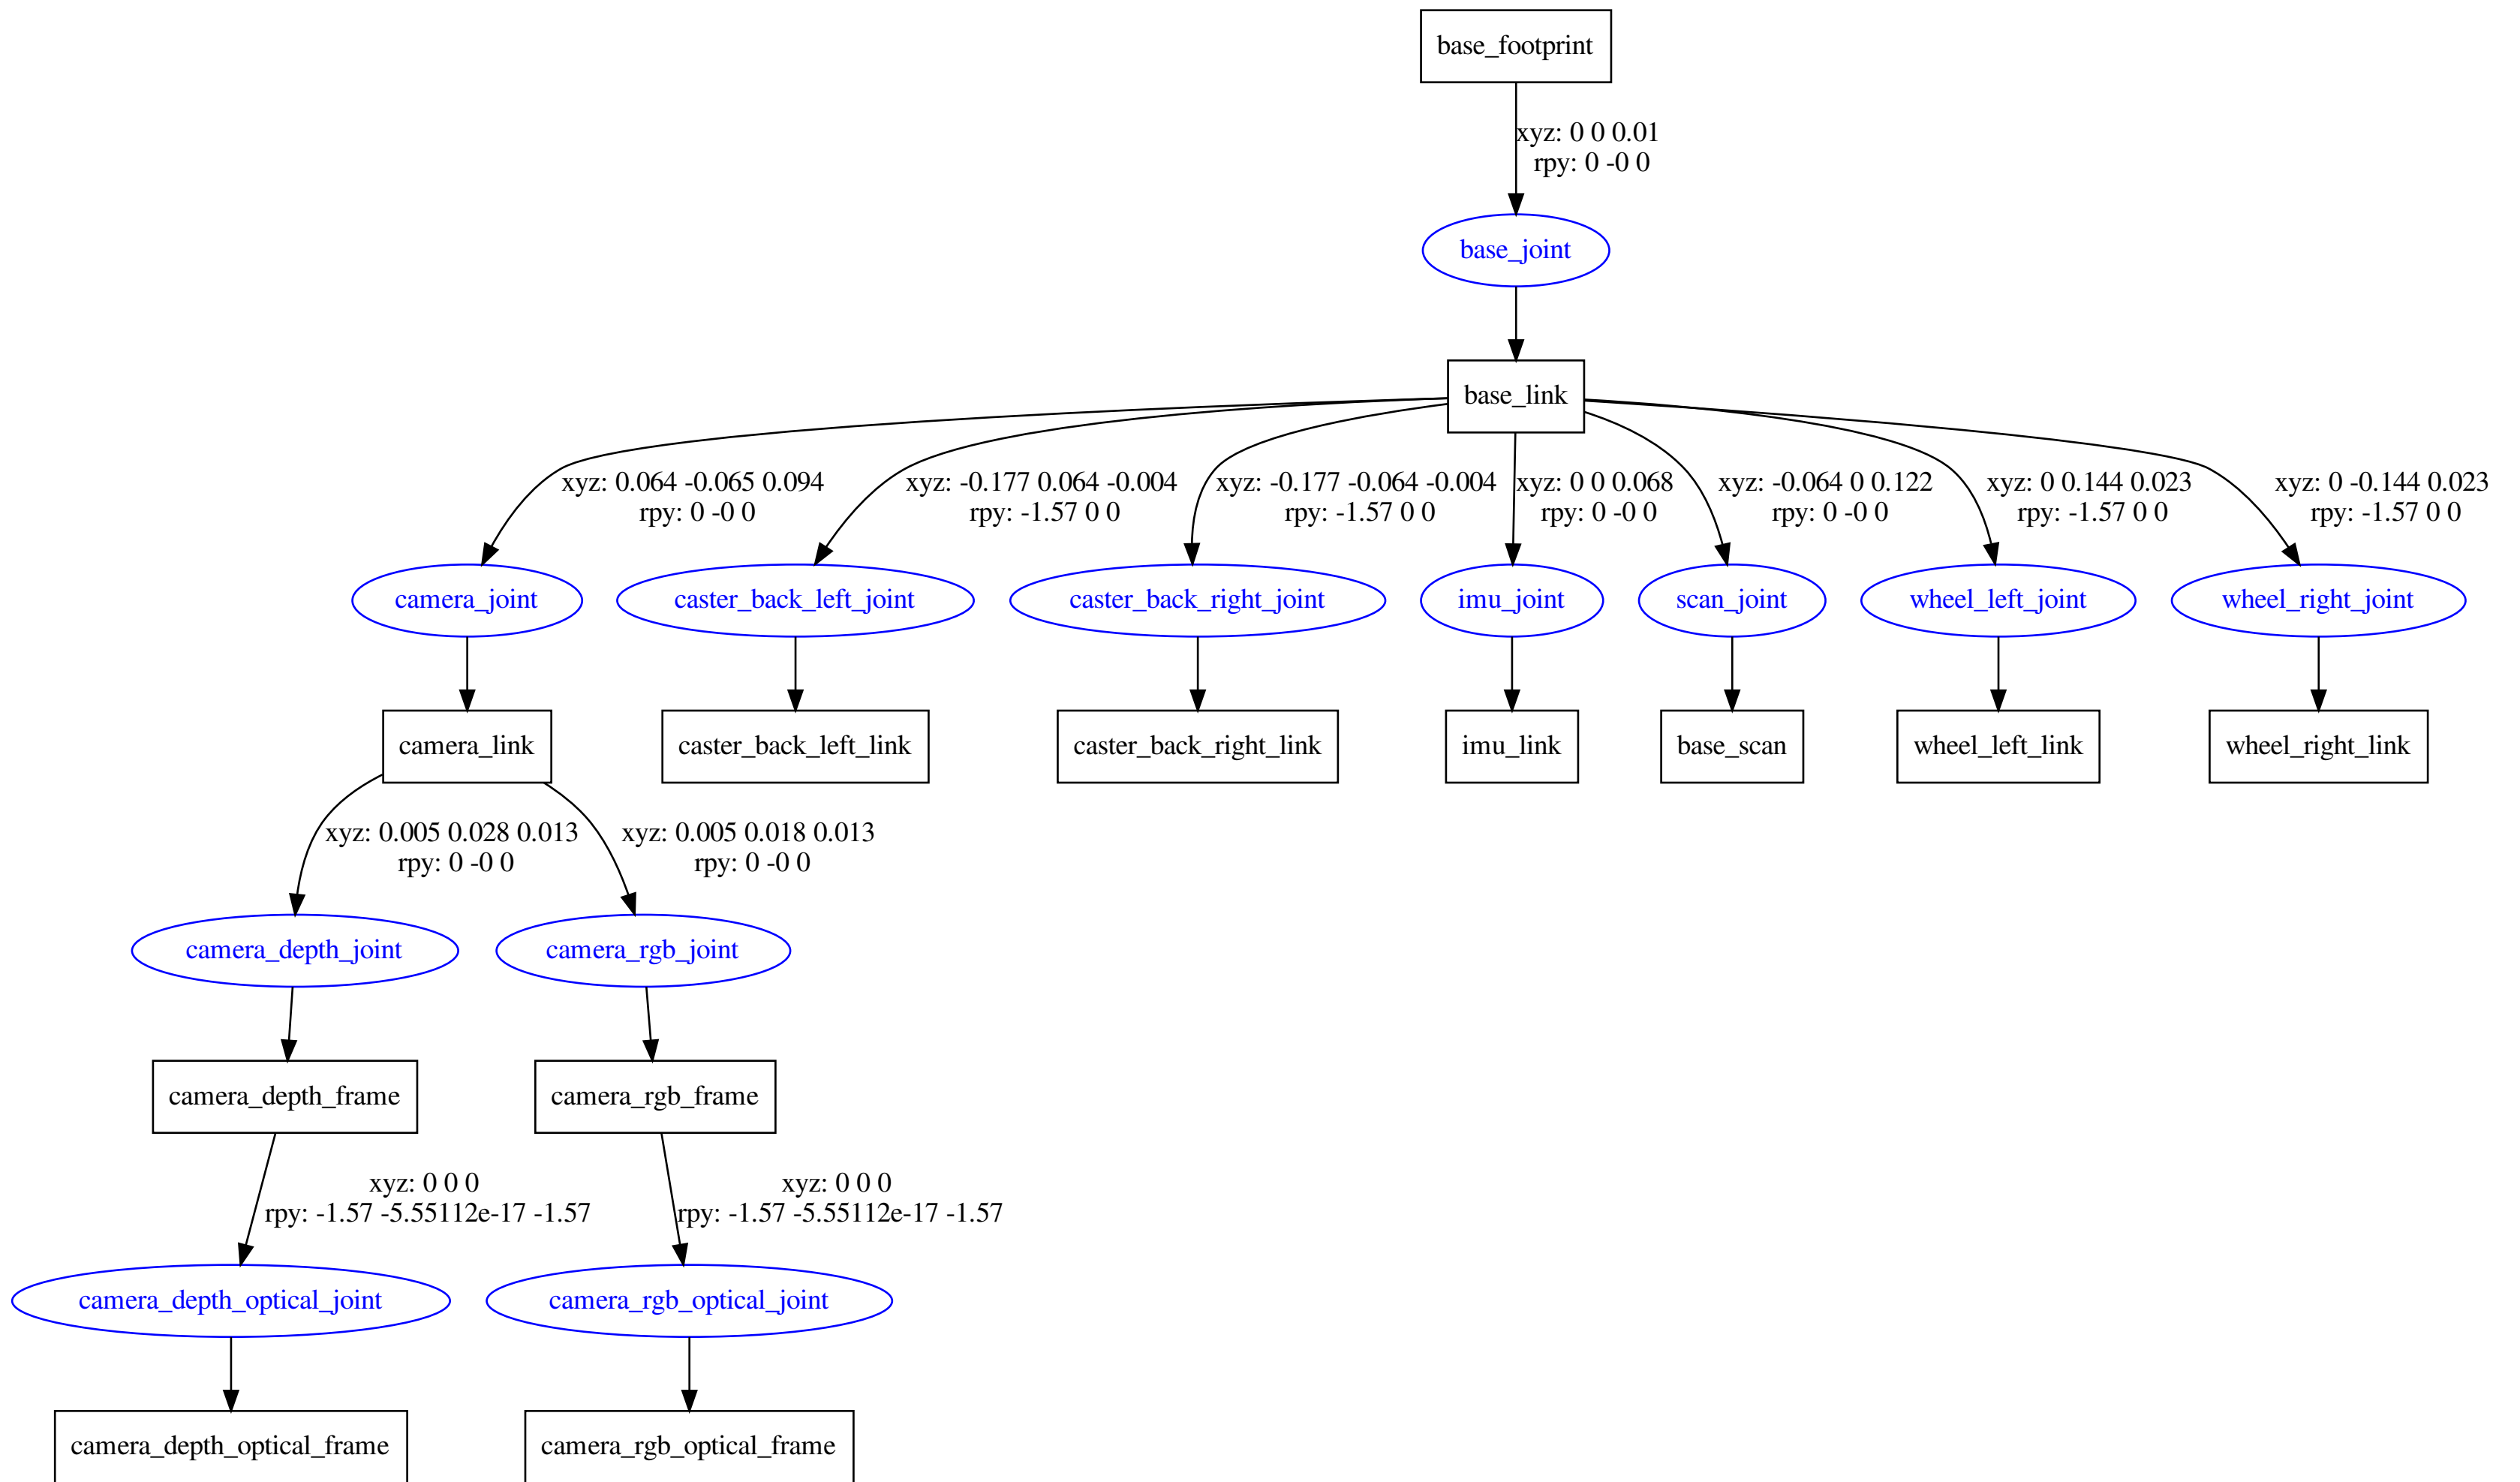 base_footprint
xyz: 0 0 0.01
rpy: 0 -0 0
base_joint
base_link
xyz: 0.064 -0.065 0.094
rpy: 0 -0 0
xyz: -0.177 0.064 -0.004
rpy: -1.57 0 0
xyz: -0.177 -0.064 -0.004
rpy: -1.57 0 0
xyz: 0 0 0.068
rpy: 0 -0 0
xyz: -0.064 0 0.122
rpy: 0 -0 0
xyz: 0 0.144 0.023
rpy: -1.57 0 0
xyz: 0 -0.144 0.023
rpy: -1.57 0 0
camera_joint
caster_back_left_joint
caster_back_right_joint
imu_joint
scan_joint
wheel_left_joint
wheel_right_joint
camera_link
caster_back_left_link
caster_back_right_link
imu_link
base_scan
wheel_left_link
wheel_right_link
xyz: 0.005 0.028 0.013
rpy: 0 -0 0
xyz: 0.005 0.018 0.013
rpy: 0 -0 0
camera_depth_joint
camera_rgb_joint
camera_depth_frame
camera_rgb_frame
xyz: 0 0 0
rpy: -1.57 -5.55112e-17 -1.57
xyz: 0 0 0
rpy: -1.57 -5.55112e-17 -1.57
camera_depth_optical_joint
camera_rgb_optical_joint
camera_depth_optical_frame
camera_rgb_optical_frame